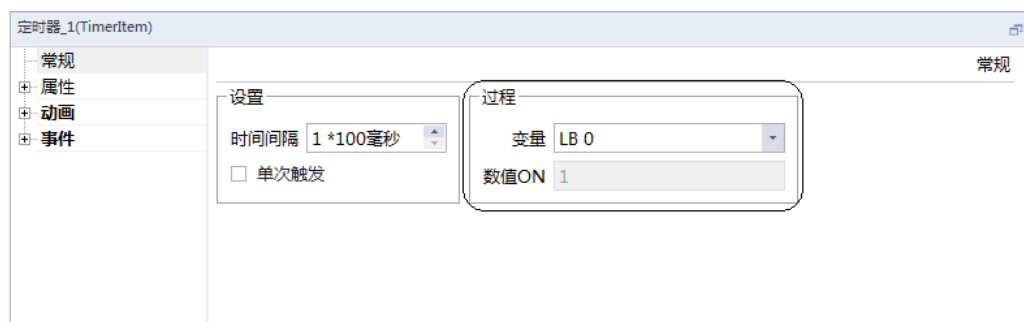 定时器_1(TimerItem)
常规
属性
动画
事件
常规
设置
时间间隔 1 *100毫秒
单次触发
过程
变量 LB 0
数值ON 1